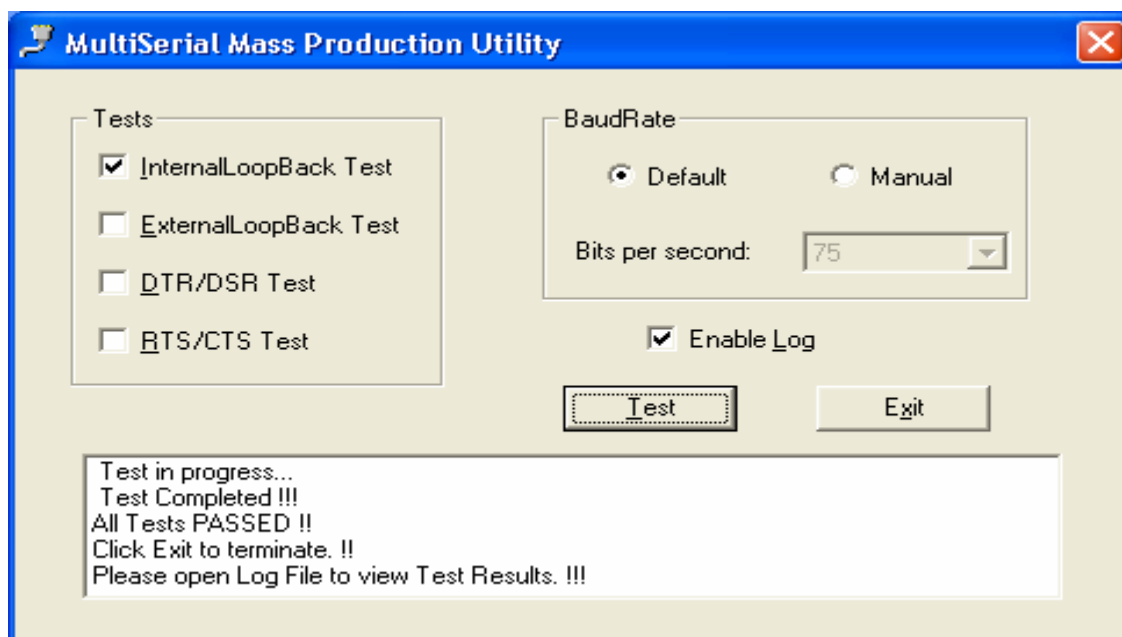 MultiSerial Mass Production Utility
Tests
InternalLoopBack Test
ExternalLoopBack Test
DTR/DSR Test
RTS/CTS Test
BaudRate
Default
Manual
Bits per second:
75
Enable Log
Test
Exit
Test in progress...
Test Completed !!!
All Tests PASSED !!
Click Exit to terminate. !!
Please open Log File to view Test Results. !!!